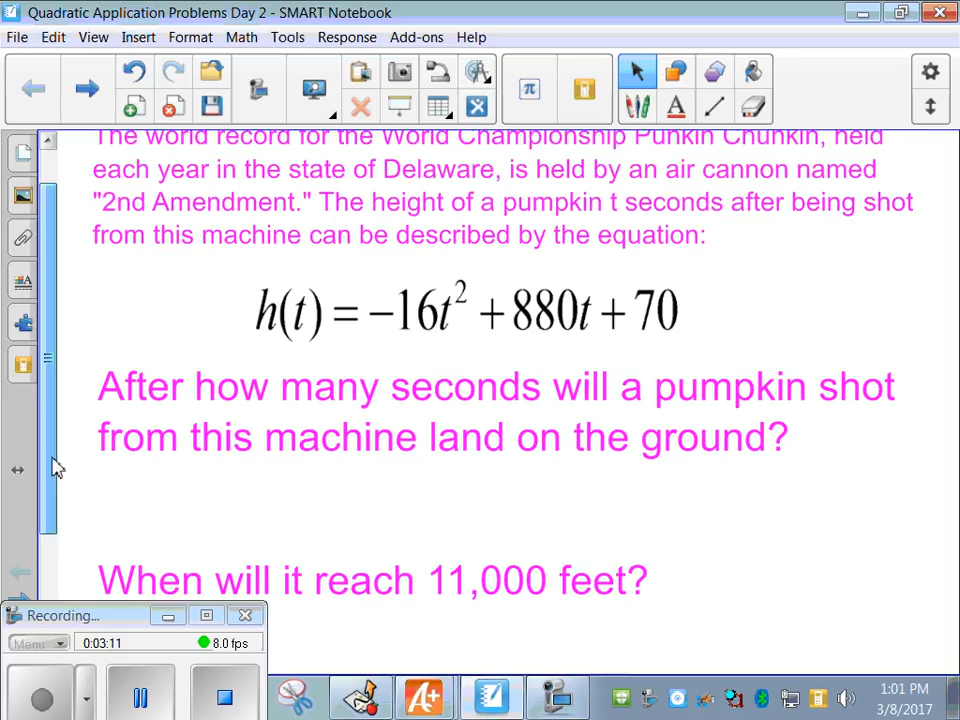 Quadratic Application Problems Day 2 - SMART Notebook
File Edit View Insert Format Math Tools Response Add-ons Help
The world record for the World Championship Punkin Chunkin, held
each year in the state of Delaware, is held by an air cannon named
"2nd Amendment." The height of a pumpkin t seconds after being shot
from this machine can be described by the equation:
h(t) = −16t² + 880t + 70
After how many seconds will a pumpkin shot
from this machine land on the ground?
When will it reach 11,000 feet?
Recording...
Menu 0:03:11 8.0 fps
A+
1:01 PM
3/8/2017